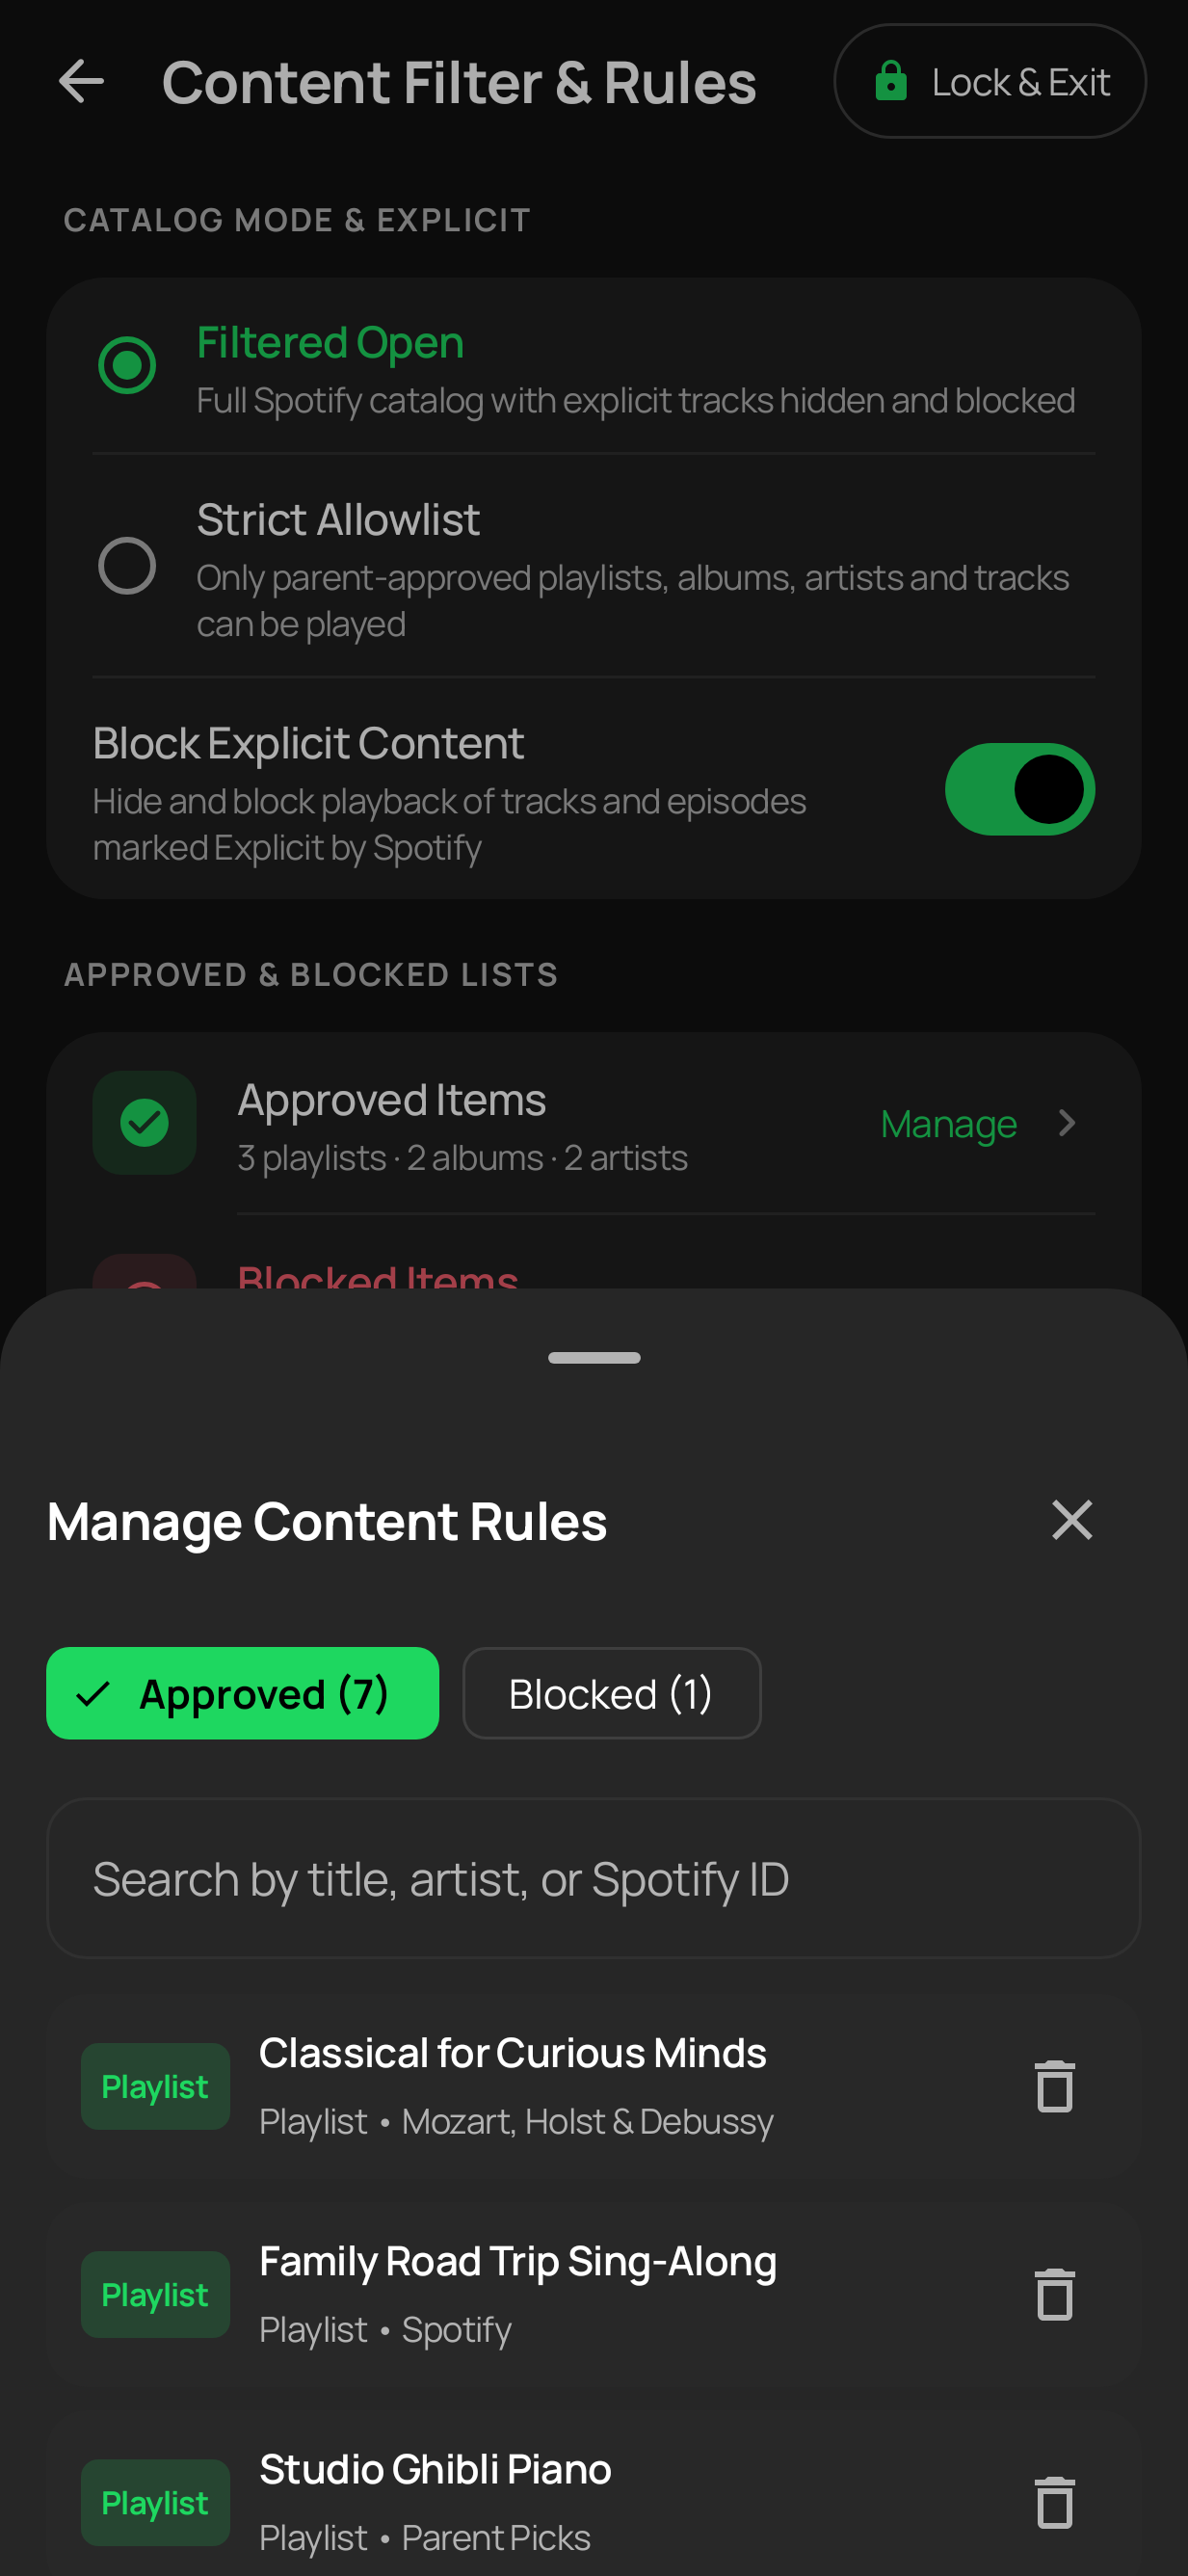 Content Filter & Rules
Lock & Exit
CATALOG MODE & EXPLICIT
Filtered Open
Full Spotify catalog with explicit tracks hidden and blocked
Strict Allowlist
Only parent-approved playlists, albums, artists and tracks
can be played
Block Explicit Content
Hide and block playback of tracks and episodes
marked Explicit by Spotify
APPROVED & BLOCKED LISTS
Approved Items
3 playlists · 2 albums · 2 artists
Manage
Blocked Items
Manage Content Rules
Approved (7)
Blocked (1)
Search by title, artist, or Spotify ID
Playlist
Classical for Curious Minds
Playlist • Mozart, Holst & Debussy
Playlist
Family Road Trip Sing-Along
Playlist • Spotify
Playlist
Studio Ghibli Piano
Playlist • Parent Picks